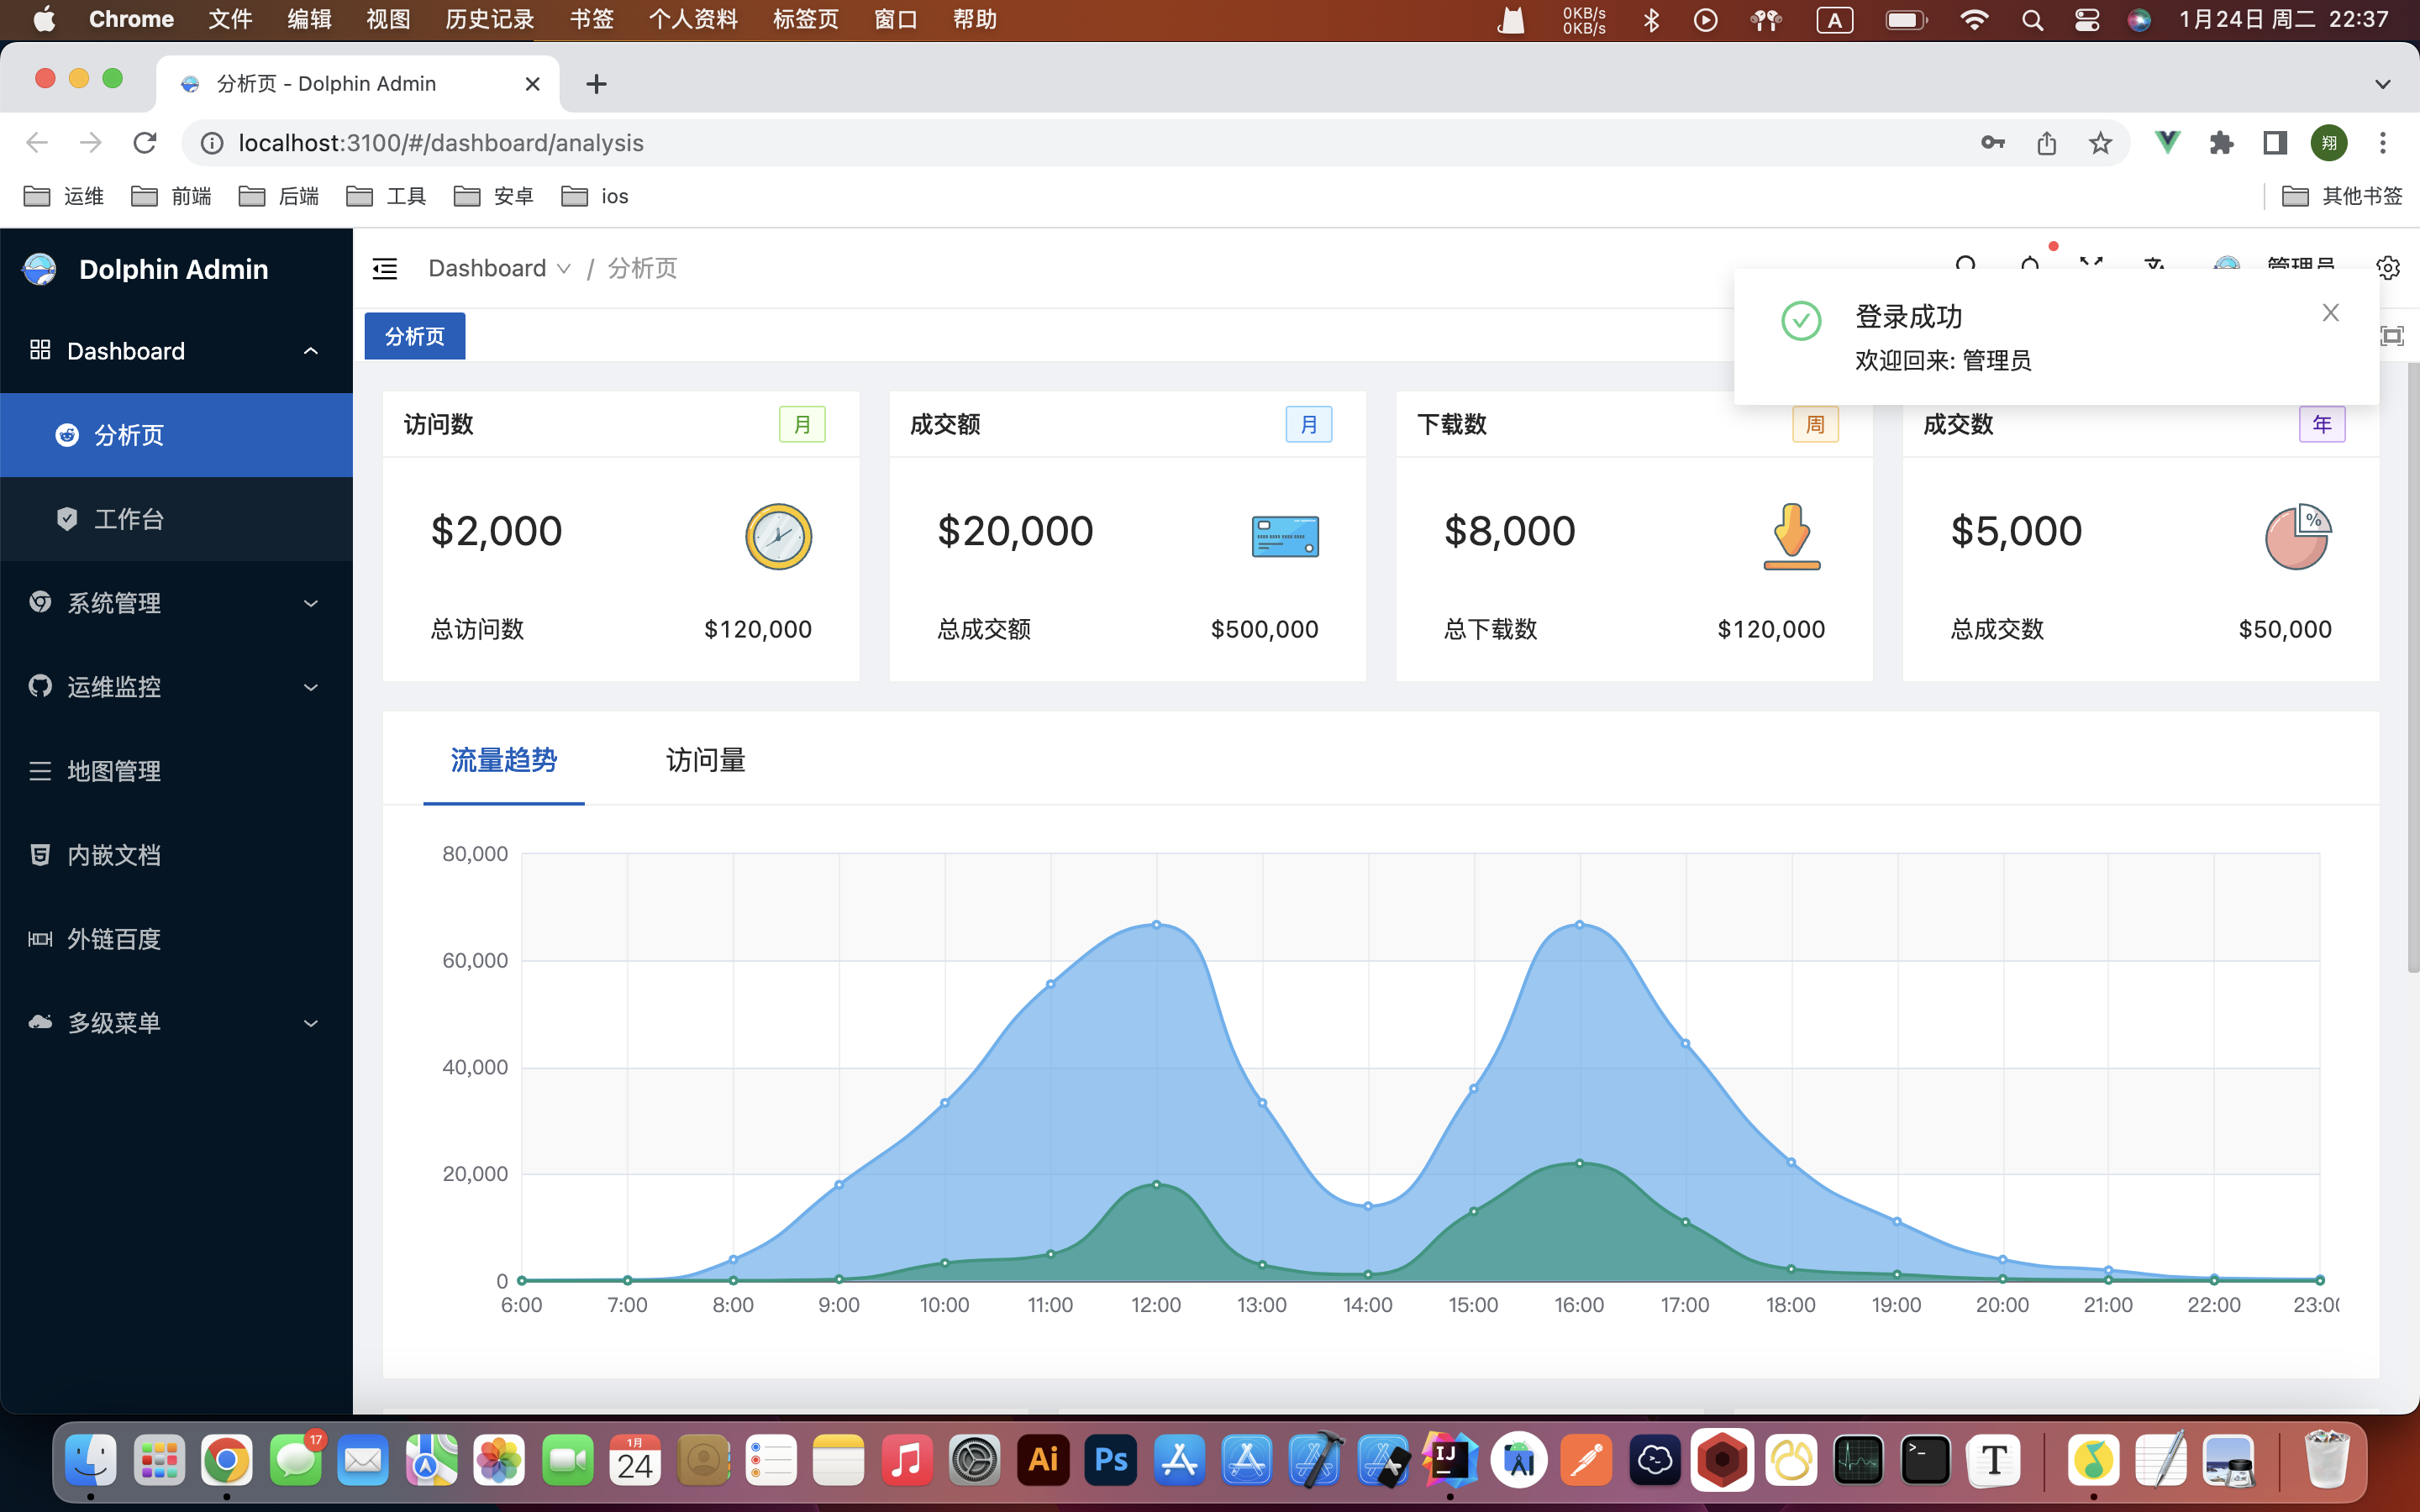 Chrome 文件 编辑 视图 历史记录 书签 个人资料 标签页 窗口 帮助
0KB/s
0KB/s
A
1月24日 周二 22:37
分析页 - Dolphin Admin
localhost:3100/#/dashboard/analysis
翔
运维 前端 后端 工具 安卓 ios 其他书签
Dolphin Admin
Dashboard
分析页
工作台
系统管理
运维监控
地图管理
内嵌文档
外链百度
多级菜单
Dashboard / 分析页
管理员
分析页
登录成功
欢迎回来: 管理员
访问数 月
$2,000
总访问数 $120,000
成交额 月
$20,000
总成交额 $500,000
下载数 周
$8,000
总下载数 $120,000
成交数 年
$5,000
%
总成交数 $50,000
流量趋势 访问量
80,000
60,000
40,000
20,000
0
6:00 7:00 8:00 9:00 10:00 11:00 12:00 13:00 14:00 15:00 16:00 17:00 18:00 19:00 20:00 21:00 22:00 23:0
17
1月
24
Ai
Ps
IJ
>_
T